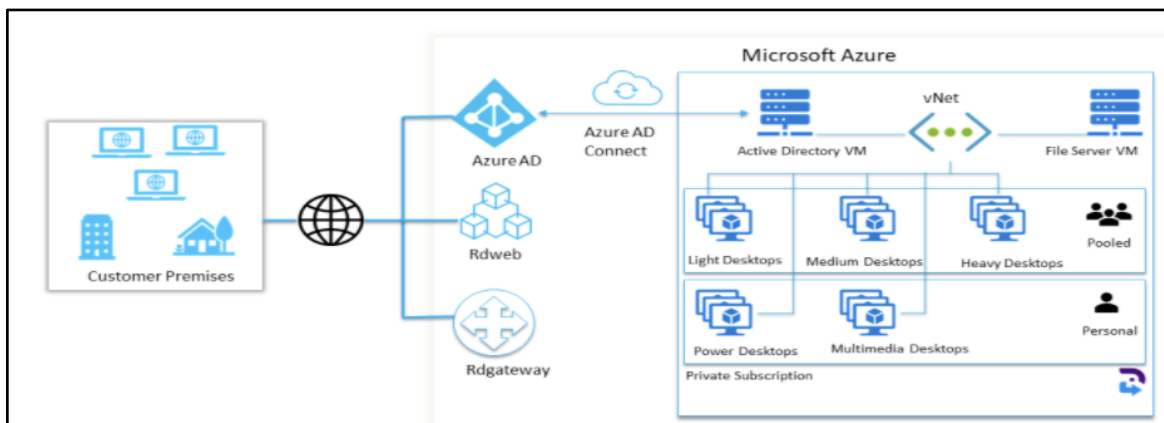 Microsoft Azure
Azure AD
Azure AD
Connect
Active Directory VM
vNet
File Server VM
Customer Premises
Rdweb
Light Desktops
Medium Desktops
Heavy Desktops
Pooled
Power Desktops
Multimedia Desktops
Personal
Rdgateway
Private Subscription